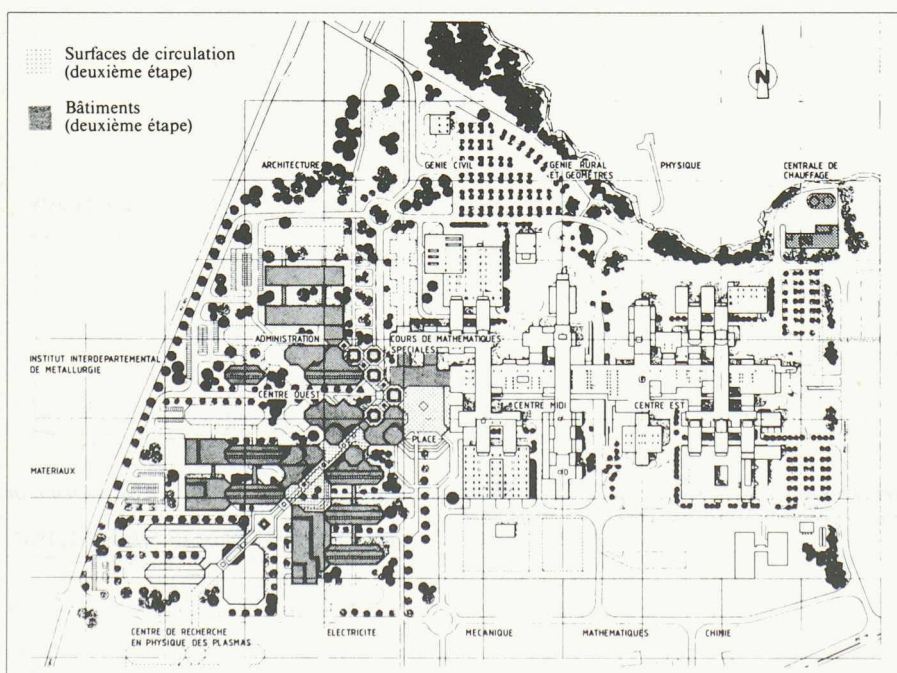 Surfaces de circulation
(deuxième étape)
Bâtiments
(deuxième étape)
N
ARCHITECTURE
GENIE CIVIL
GENIE RURAL
ET GEOMETRES
PHYSIQUE
CENTRALE DE
CHAUFFAGE
ADMINISTRATION
COURS DE MATHEMATIQUES
SPECIALES
INSTITUT INTERDEPARTEMENTAL
DE METALLURGIE
CENTRE OUEST
CENTRE MIDI
CENTRE EST
PLACE
MATERIAUX
CENTRE DE RECHERCHE
EN PHYSIQUE DES PLASMAS
ELECTRICITE
MECANIQUE
MATHEMATIQUES
CHIMIE